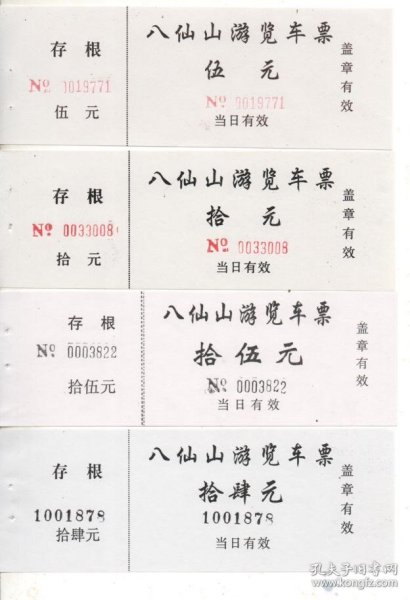 存根
№ 0019771
伍元
八仙山游览车票
伍元
№ 0019771
当日有效
盖章有效
存根
№ 0033008
拾元
八仙山游览车票
拾元
№ 0033008
当日有效
盖章有效
存根
№ 0003822
拾伍元
八仙山游览车票
拾伍元
№ 0003822
当日有效
盖章有效
存根
1001878
拾肆元
八仙山游览车票
拾肆元
1001878
当日有效
盖章有效
孔夫子旧书网
www.kongfz.com